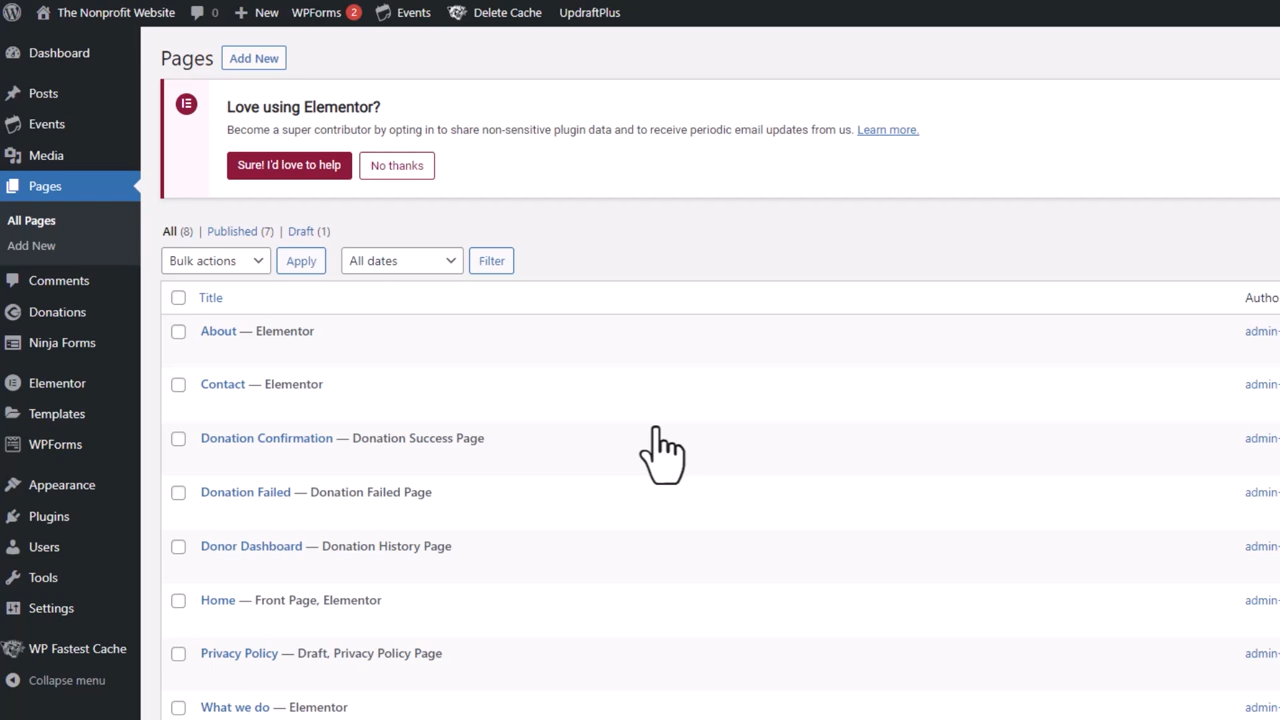 The Nonprofit Website 0 New WPForms 2 Events Delete Cache UpdraftPlus
Dashboard
Posts
Events
Media
Pages
All Pages
Add New
Comments
Donations
Ninja Forms
Elementor
Templates
WPForms
Appearance
Plugins
Users
Tools
Settings
WP Fastest Cache
Collapse menu
Pages Add New
Love using Elementor?
Become a super contributor by opting in to share non-sensitive plugin data and to receive periodic email updates from us. Learn more.
Sure! I'd love to help No thanks
All (8) | Published (7) | Draft (1)
Bulk actions Apply All dates Filter
Title Autho
About — Elementor admin-
Contact — Elementor admin-
Donation Confirmation — Donation Success Page admin-
Donation Failed — Donation Failed Page admin-
Donor Dashboard — Donation History Page admin-
Home — Front Page, Elementor admin-
Privacy Policy — Draft, Privacy Policy Page admin-
What we do — Elementor admin-